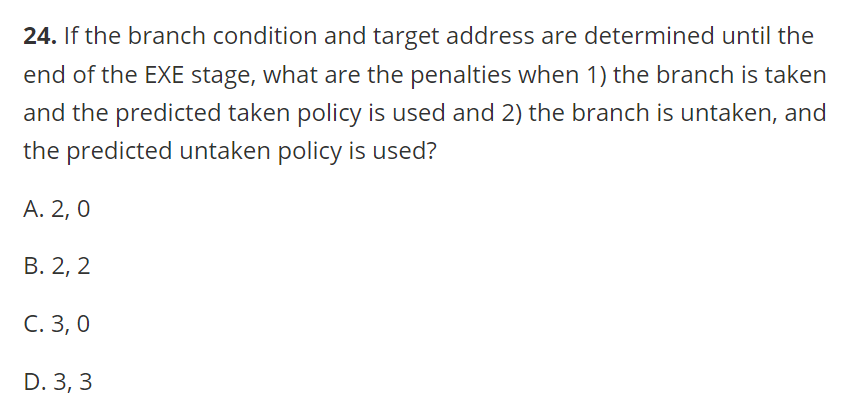 24. If the branch condition and target address are determined until the
end of the EXE stage, what are the penalties when 1) the branch is taken
and the predicted taken policy is used and 2) the branch is untaken, and
the predicted untaken policy is used?
A. 2, 0
B. 2, 2
C. 3, 0
D. 3, 3